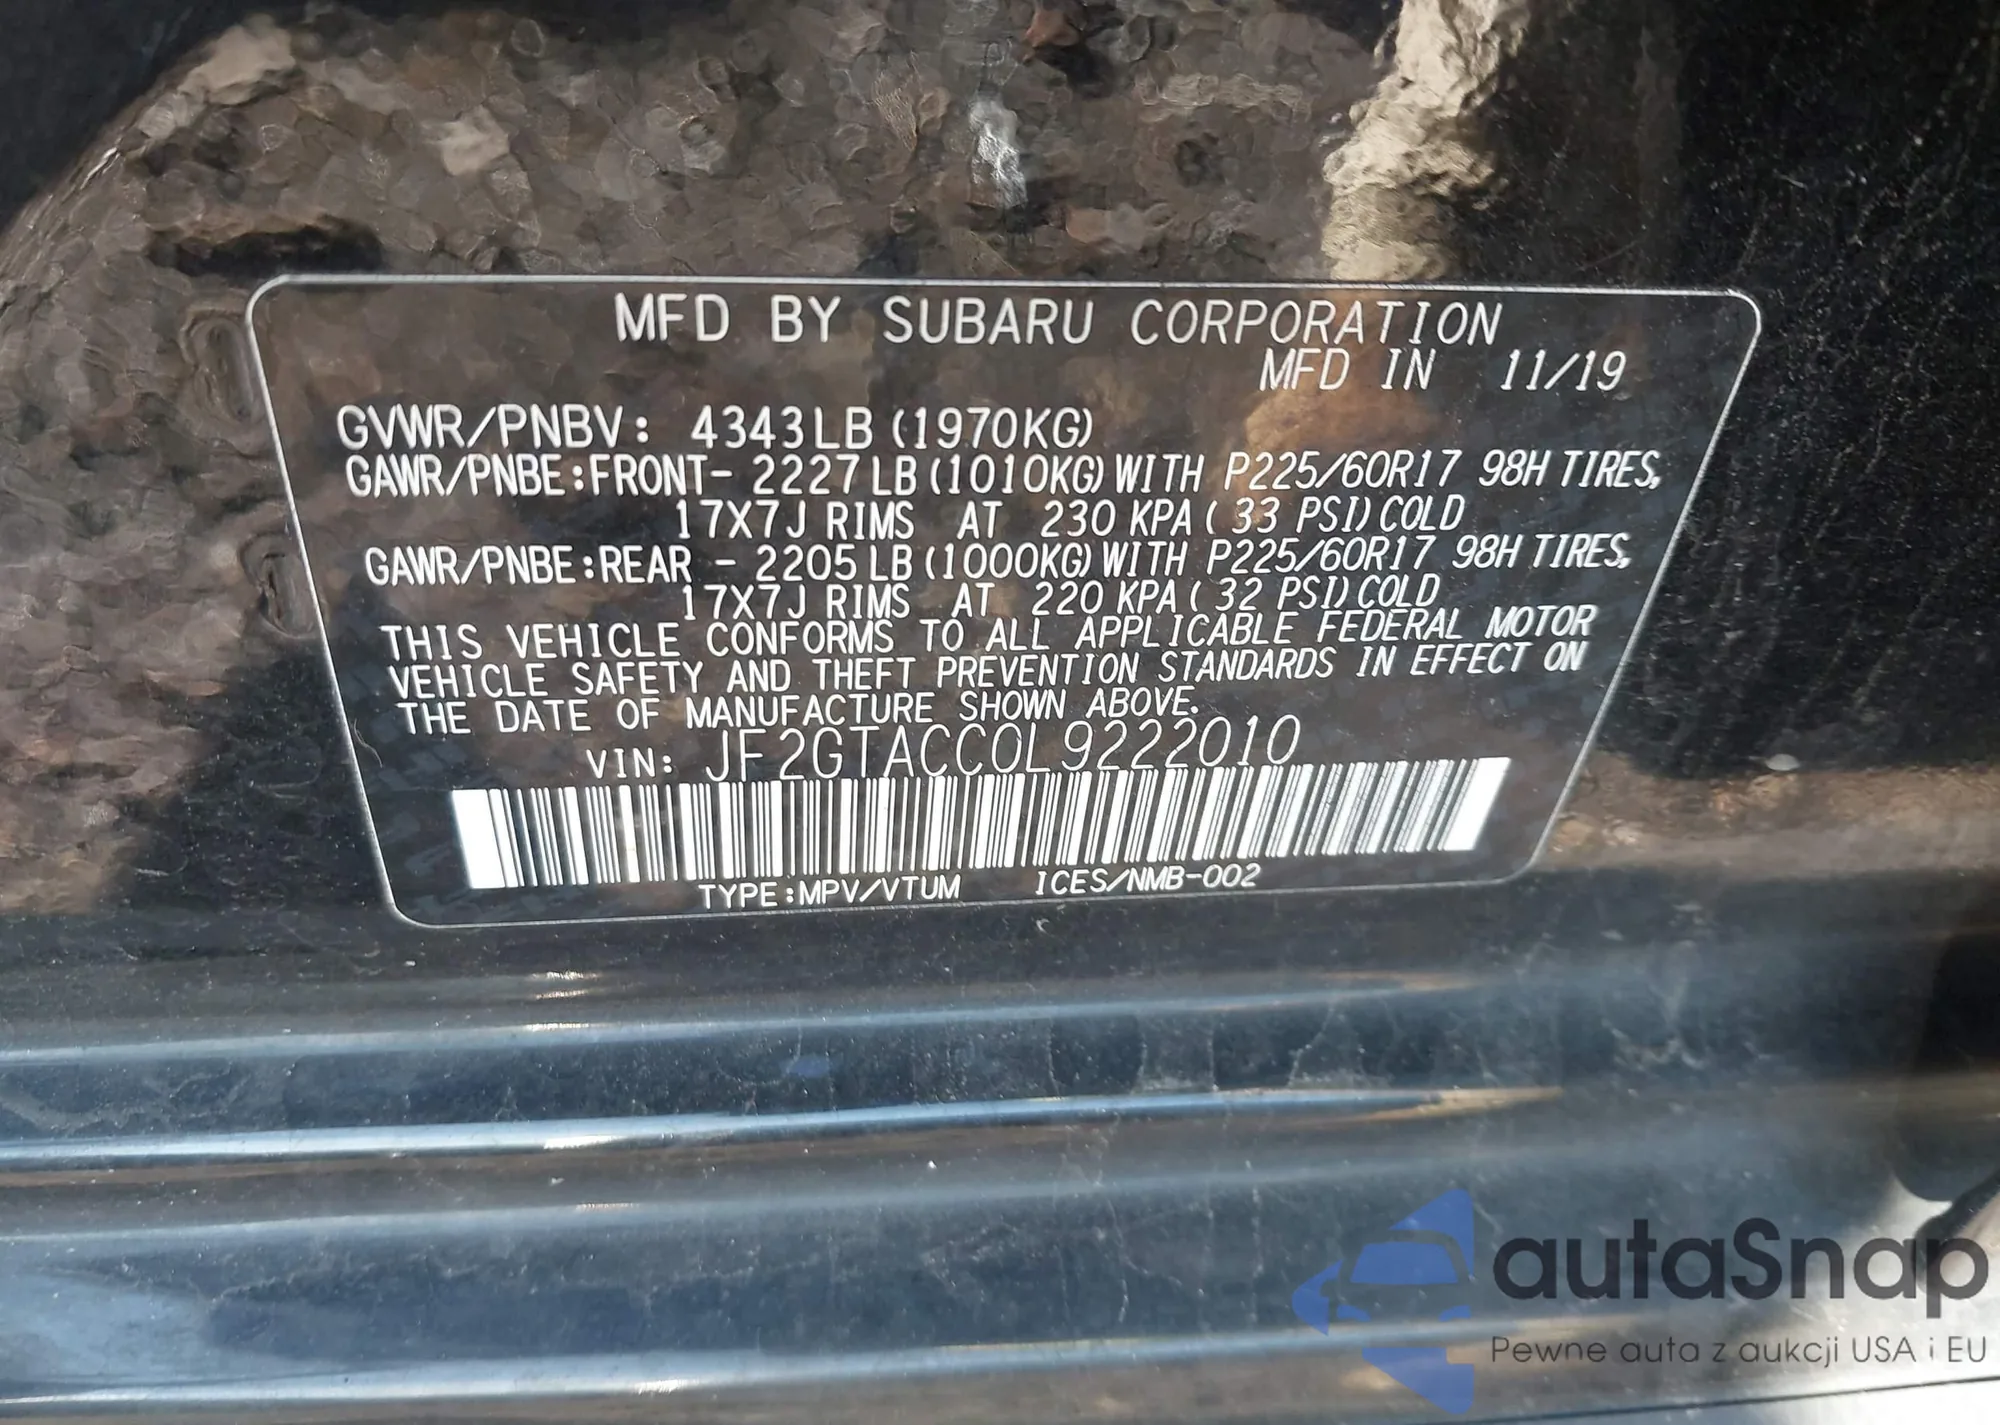 MFD BY SUBARU CORPORATION
MFD IN 11/19
GVWR/PNBV: 4343LB (1970KG)
GAWR/PNBE:FRONT- 2227LB (1010KG) WITH P225/60R17 98H TIRES,
17X7J RIMS AT 230 KPA ( 33 PSI) COLD
GAWR/PNBE:REAR - 2205LB (1000KG) WITH P225/60R17 98H TIRES,
17X7J RIMS AT 220 KPA ( 32 PSI) COLD
THIS VEHICLE CONFORMS TO ALL APPLICABLE FEDERAL MOTOR
VEHICLE SAFETY AND THEFT PREVENTION STANDARDS IN EFFECT ON
THE DATE OF MANUFACTURE SHOWN ABOVE.
VIN: JF2GTACC0L9222010
TYPE:MPV/VTUM ICES/NMB-002
autaSnap
Pewne auta z aukcji USA i EU